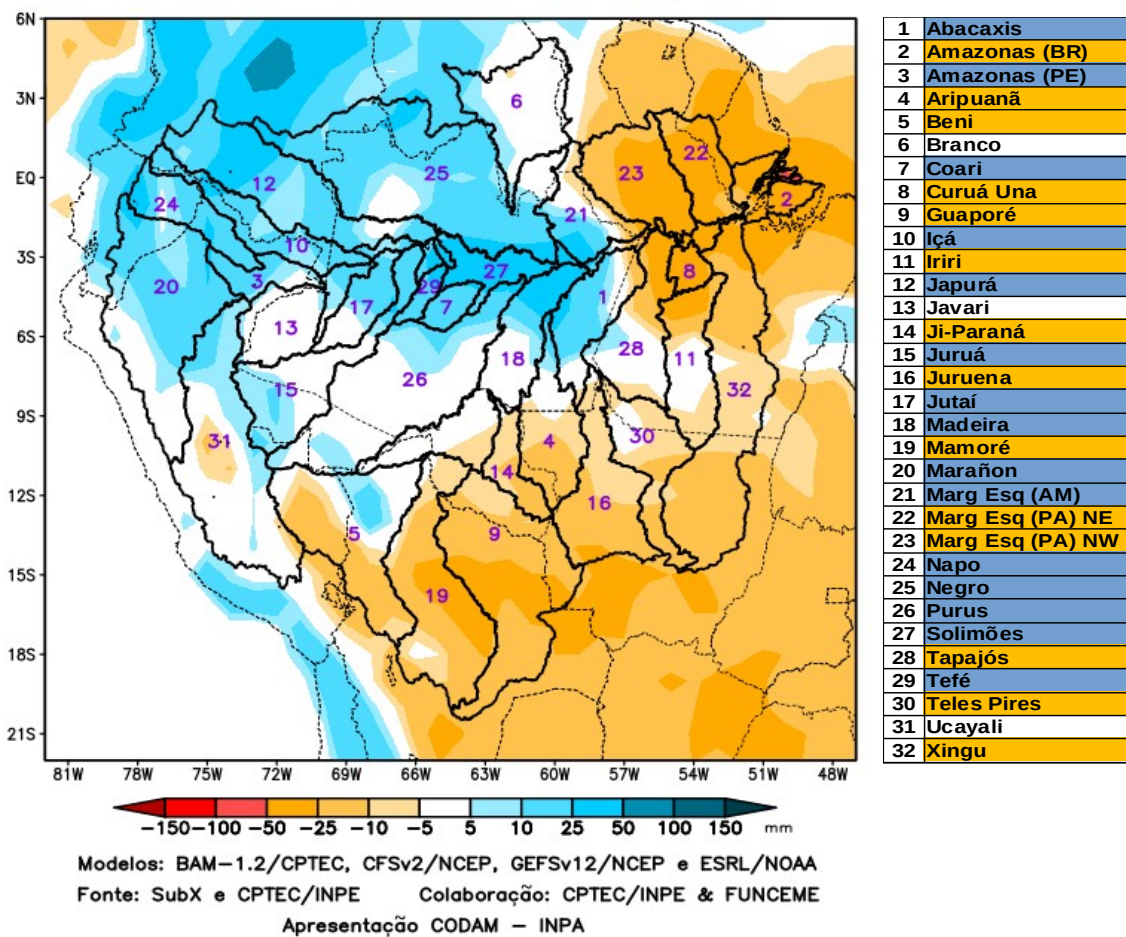 6N
3N
EQ
3S
6S
9S
12S
15S
18S
21S
81W 78W 75W 72W 69W 66W 63W 60W 57W 54W 51W 48W
6
22
25
23
12
2
24
21
10
27
8
20
3
29
1
17
7
13
28
18
11
26
15
32
30
31
4
14
16
5
9
19
1 Abacaxis
2 Amazonas (BR)
3 Amazonas (PE)
4 Aripuanã
5 Beni
6 Branco
7 Coari
8 Curuá Una
9 Guaporé
10 Içá
11 Iriri
12 Japurá
13 Javari
14 Ji-Paraná
15 Juruá
16 Juruena
17 Jutaí
18 Madeira
19 Mamoré
20 Marañon
21 Marg Esq (AM)
22 Marg Esq (PA) NE
23 Marg Esq (PA) NW
24 Napo
25 Negro
26 Purus
27 Solimões
28 Tapajós
29 Tefé
30 Teles Pires
31 Ucayali
32 Xingu
-150 -100 -50 -25 -10 -5 5 10 25 50 100 150 mm
Modelos: BAM-1.2/CPTEC, CFSv2/NCEP, GEFSv12/NCEP e ESRL/NOAA
Fonte: SubX e CPTEC/INPE Colaboração: CPTEC/INPE & FUNCEME
Apresentação CODAM - INPA